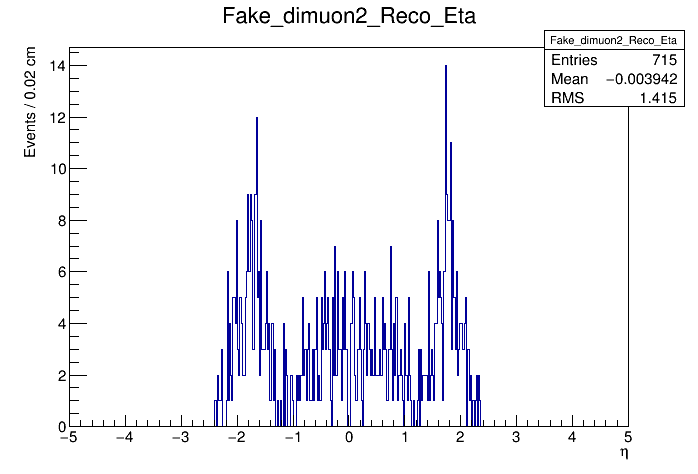 Fake_dimuon2_Reco_Eta
Fake_dimuon2_Reco_Eta
Entries 715
Mean −0.003942
RMS 1.415
Events / 0.02 cm
14
12
10
8
6
4
2
0
−5 −4 −3 −2 −1 0 1 2 3 4 5
η